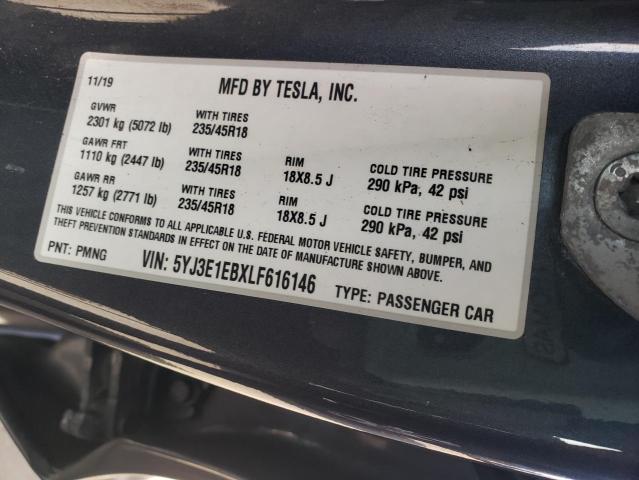 11/19 MFD BY TESLA, INC.
GVWR WITH TIRES
2301 kg (5072 lb) 235/45R18
GAWR FRT WITH TIRES RIM COLD TIRE PRESSURE
1110 kg (2447 lb) 235/45R18 18X8.5 J 290 kPa, 42 psi
GAWR RR WITH TIRES RIM COLD TIRE PRESSURE
1257 kg (2771 lb) 235/45R18 18X8.5 J 290 kPa, 42 psi
THIS VEHICLE CONFORMS TO ALL APPLICABLE U.S. FEDERAL MOTOR VEHICLE SAFETY, BUMPER, AND
THEFT PREVENTION STANDARDS IN EFFECT ON THE DATE OF MANUFACTURE SHOWN ABOVE.
PNT: PMNG VIN: 5YJ3E1EBXLF616146 TYPE: PASSENGER CAR